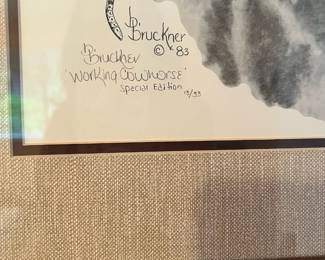 D. Bruckner
© 83
D. Bruckner
'Working Cowhorse'
Special Edition 13/33